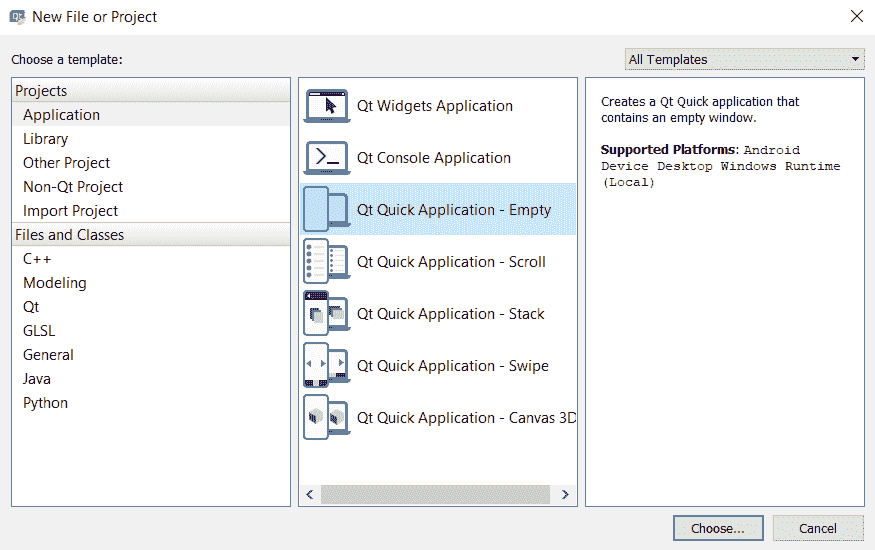 New File or Project
Choose a template:
All Templates
Projects
Application
Library
Other Project
Non-Qt Project
Import Project
Files and Classes
C++
Modeling
Qt
GLSL
General
Java
Python
Qt Widgets Application
Qt Console Application
Qt Quick Application - Empty
Qt Quick Application - Scroll
Qt Quick Application - Stack
Qt Quick Application - Swipe
Qt Quick Application - Canvas 3D
Creates a Qt Quick application that
contains an empty window.
Supported Platforms: Android
Device Desktop Windows Runtime
(Local)
Choose...
Cancel